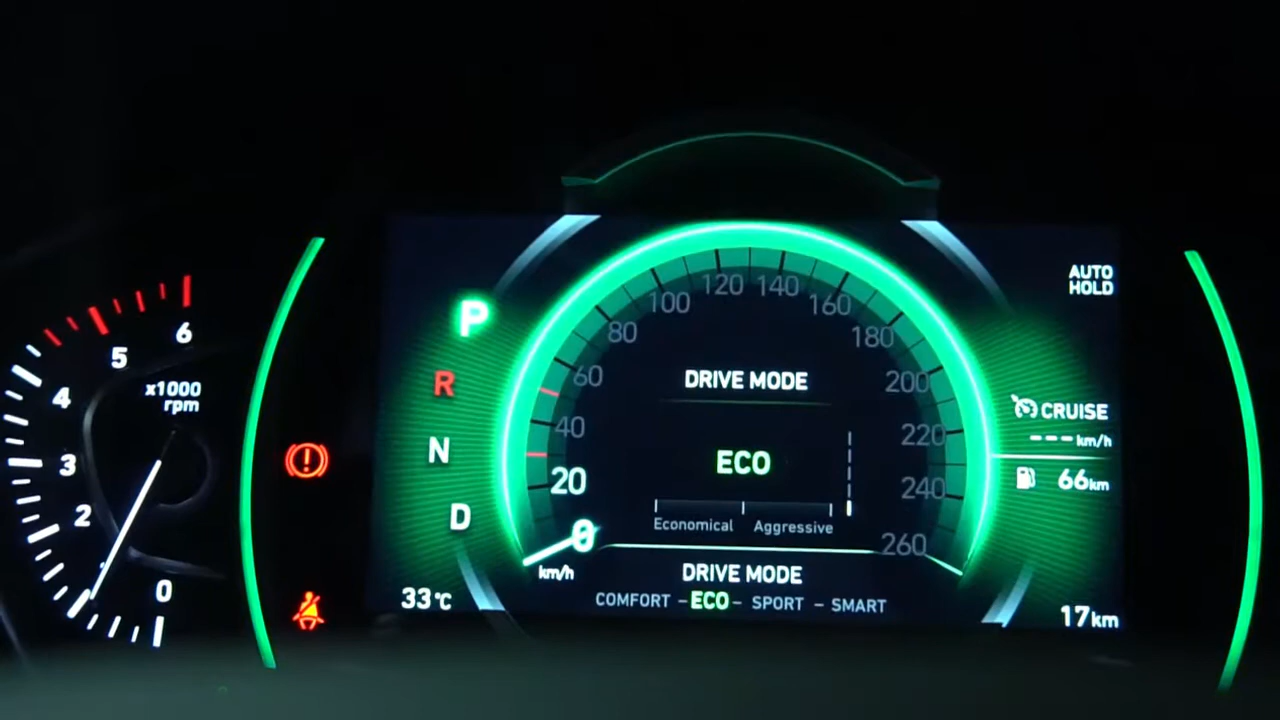 6
5
4
3
2
0
x1000
rpm
P
R
N
D
33°C
0
20
40
60
80
100
120
140
160
180
200
220
240
260
km/h
DRIVE MODE
ECO
Economical Aggressive
DRIVE MODE
COMFORT – ECO – SPORT – SMART
AUTO
HOLD
CRUISE
---km/h
66km
17km